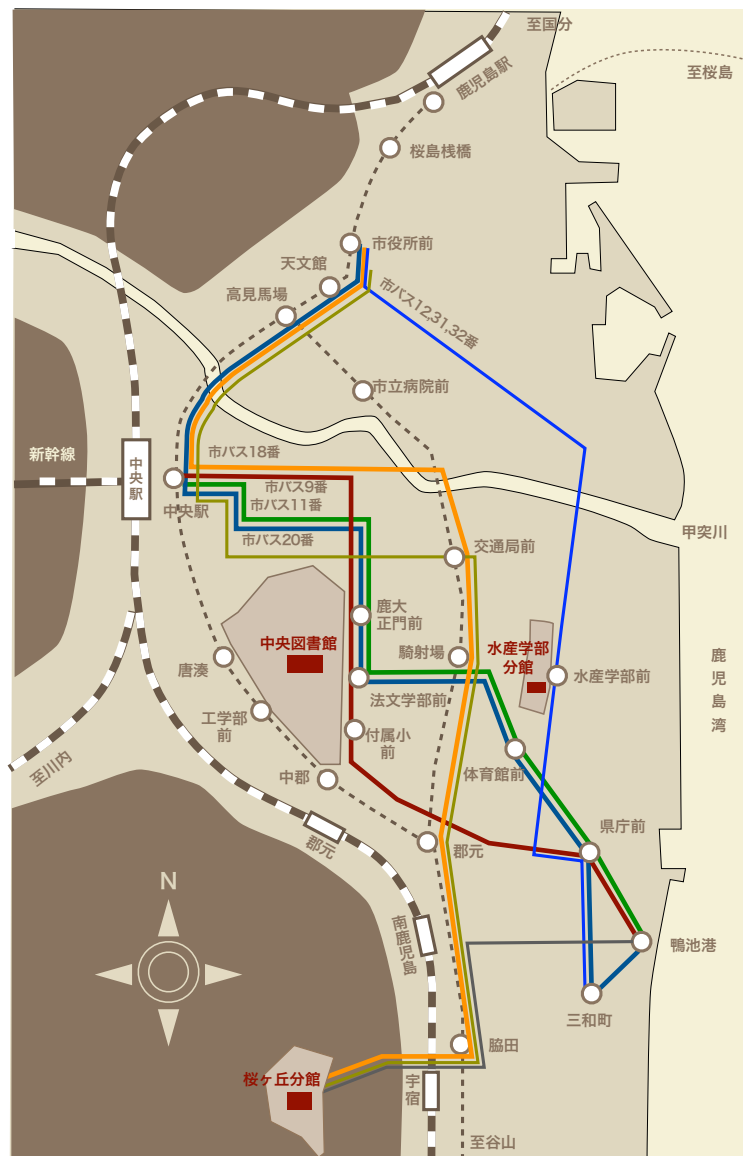 至国分
至桜島
鹿児島駅
桜島桟橋
市役所前
天文館
高見馬場
市バス12,31,32番
市立病院前
新幹線
中央駅
市バス18番
市バス9番
市バス11番
中央駅
市バス20番
甲突川
交通局前
鹿大
正門前
中央図書館
騎射場
水産学部
分館
水産学部前
唐湊
法文学部前
鹿児島湾
工学部
前
付属小
前
至川内
中郡
体育館前
県庁前
郡元
郡元
N
南鹿児島
鴨池港
三和町
脇田
桜ヶ丘分館
宇宿
至谷山